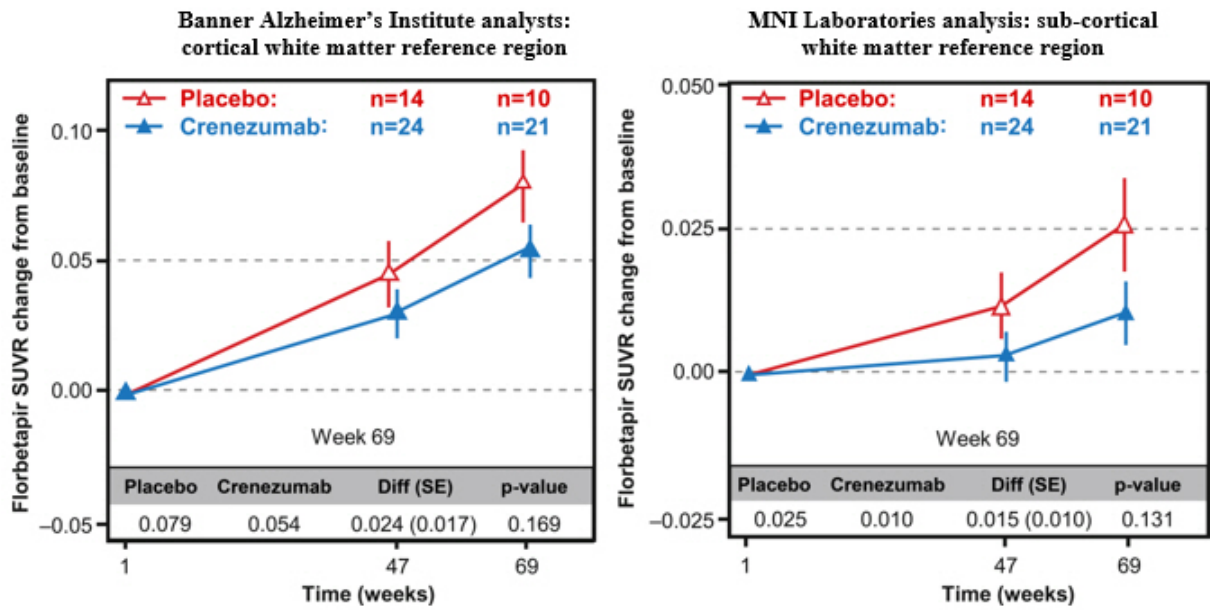 Banner Alzheimer's Institute analysts:
cortical white matter reference region
Florbetapir SUVR change from baseline
0.10
0.05
0.00
–0.05
Placebo: n=14 n=10
Crenezumab: n=24 n=21
Week 69
Placebo Crenezumab Diff (SE) p-value
0.079 0.054 0.024 (0.017) 0.169
1 47 69
Time (weeks)
MNI Laboratories analysis: sub-cortical
white matter reference region
Florbetapir SUVR change from baseline
0.050
0.025
0.00
–0.025
Placebo: n=14 n=10
Crenezumab: n=24 n=21
Week 69
Placebo Crenezumab Diff (SE) p-value
0.025 0.010 0.015 (0.010) 0.131
1 47 69
Time (weeks)